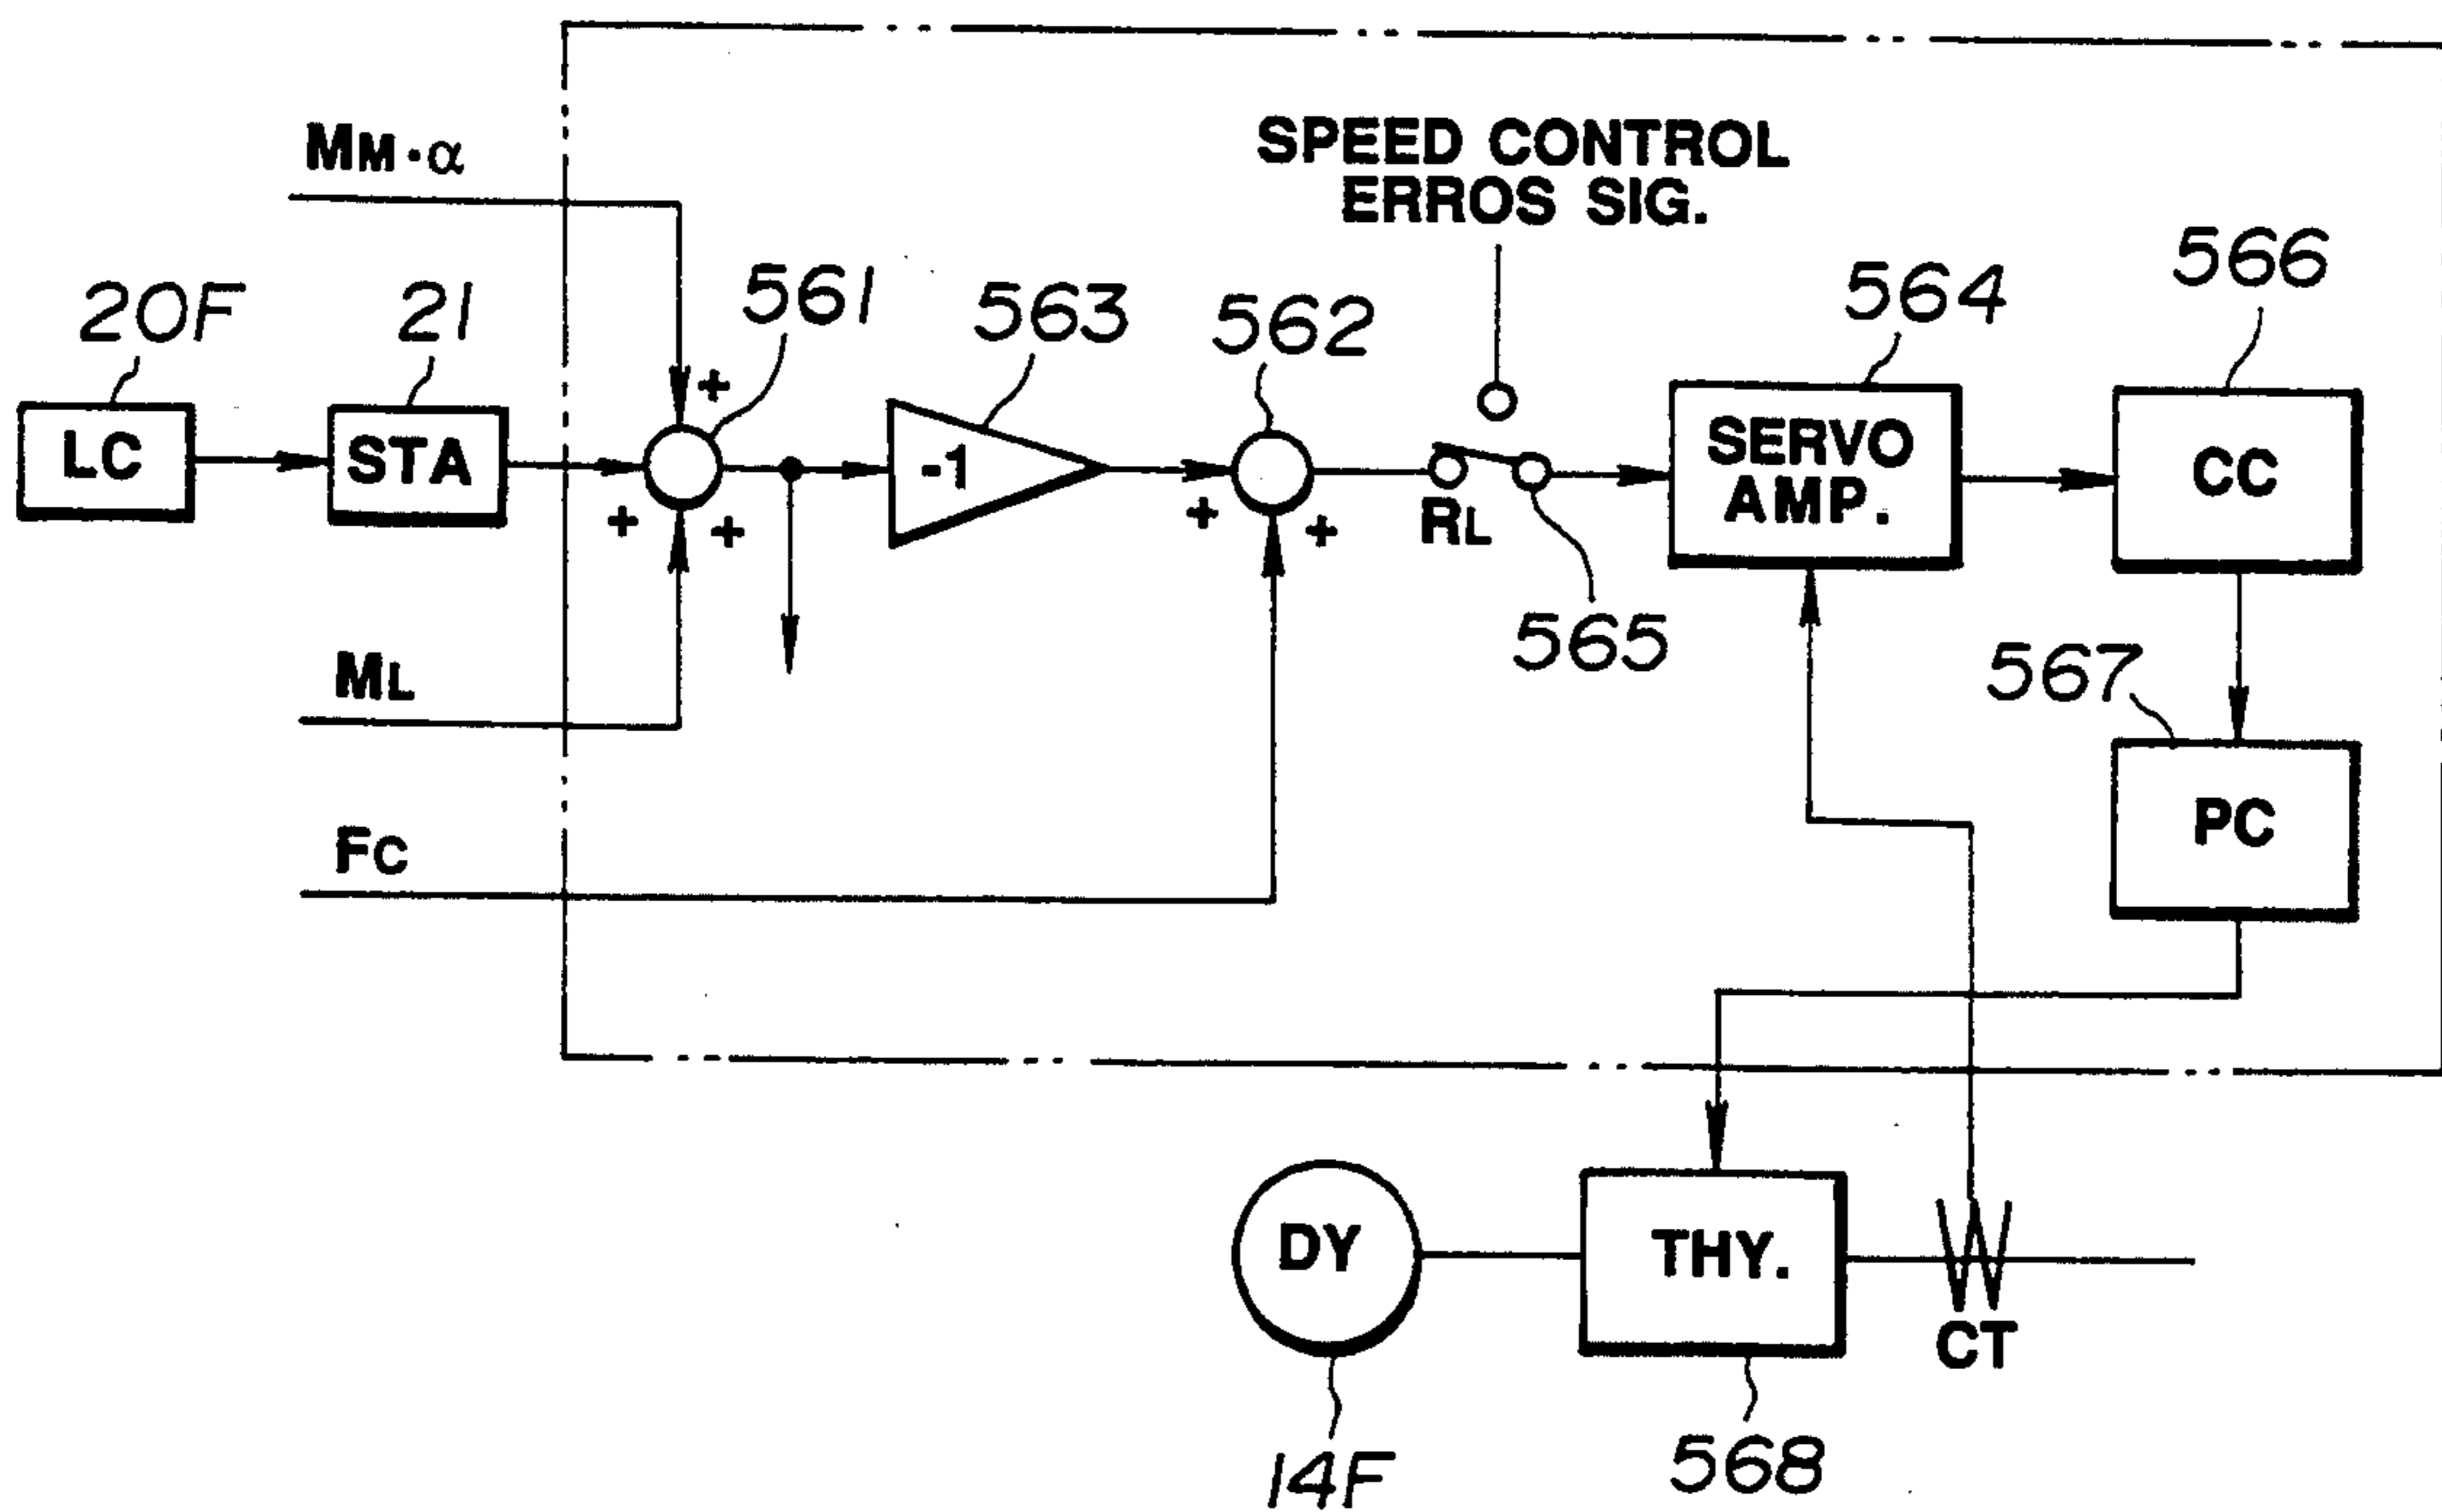 MM·α
SPEED CONTROL
ERROS SIG.
20F
21
561
563
562
564
566
LC
STA
+
-1
SERVO
AMP.
CC
+
+
+
+
RL
565
567
ML
PC
FC
DY
THY.
CT
14F
568